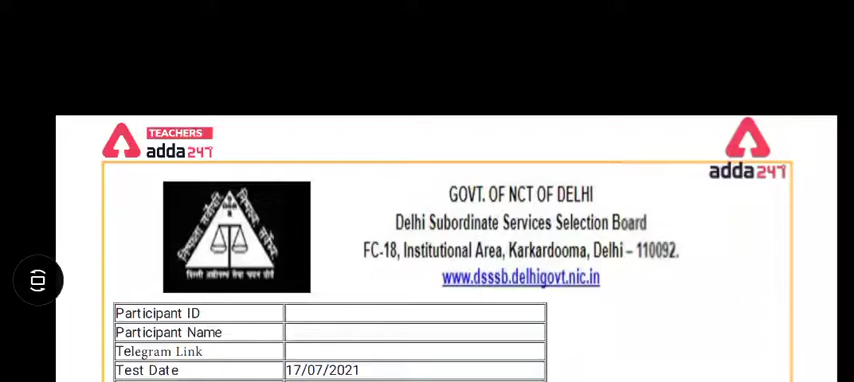 TEACHERS
adda247
adda247
GOVT. OF NCT OF DELHI
Delhi Subordinate Services Selection Board
FC-18, Institutional Area, Karkardooma, Delhi – 110092.
www.dsssb.delhigovt.nic.in
Participant ID
Participant Name
Telegram Link
Test Date 17/07/2021